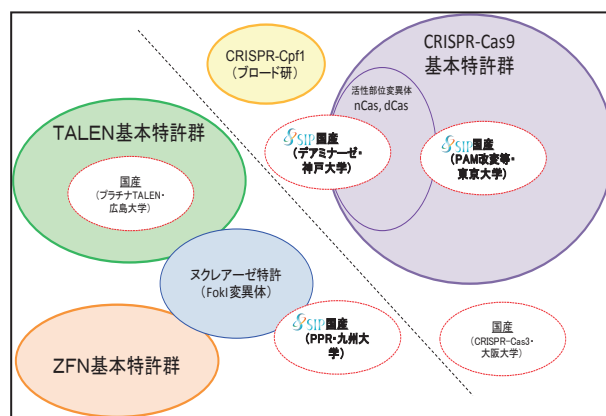 CRISPR-Cpf1
(ブロード研)
CRISPR-Cas9
基本特許群
活性部位変異体
nCas, dCas
TALEN基本特許群
国産
(プラチナTALEN・
広島大学)
SIP国産
(デアミナーゼ・
神戸大学)
SIP国産
(PAM改変等・
東京大学)
ヌクレアーゼ特許
(FokI変異体)
SIP国産
(PPR・九州大
学)
国産
(CRISPR-Cas3・
大阪大学)
ZFN基本特許群